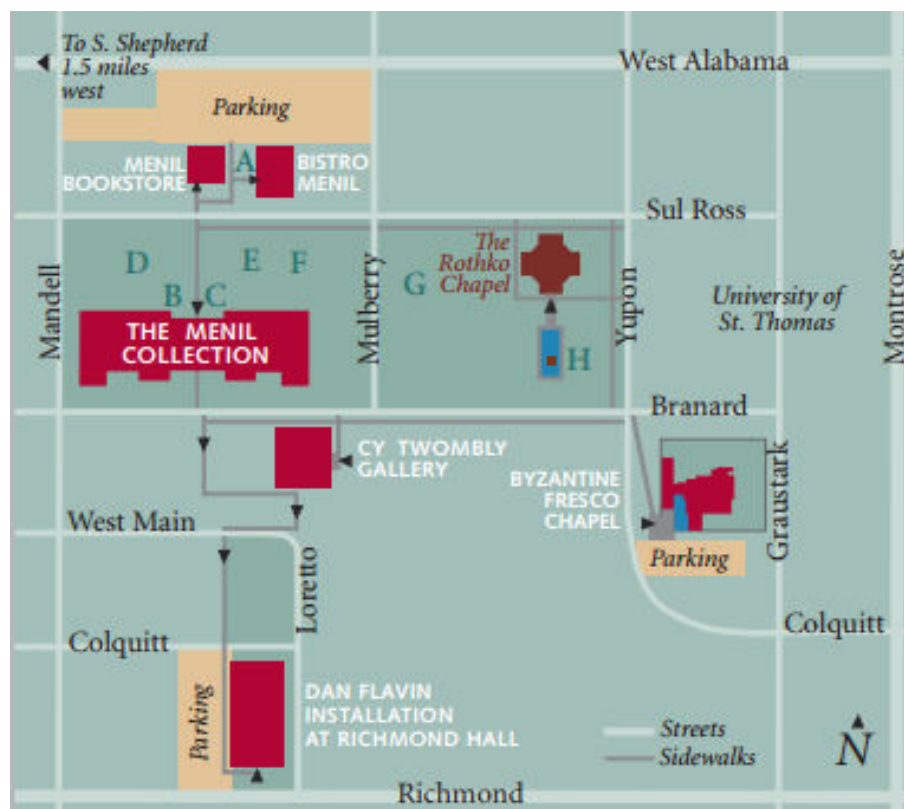 To S. Shepherd
1.5 miles
west
West Alabama
Parking
MENIL
BOOKSTORE
A
BISTRO
MENIL
Sul Ross
Mandell
D
E
F
B
C
Mulberry
G
The
Rothko
Chapel
Yupon
University of
St. Thomas
Montrose
THE MENIL
COLLECTION
H
Branard
CY TWOMBLY
GALLERY
BYZANTINE
FRESCO
CHAPEL
Graustark
West Main
Parking
Loretto
Colquitt
Colquitt
Parking
DAN FLAVIN
INSTALLATION
AT RICHMOND HALL
Streets
Sidewalks
N
Richmond